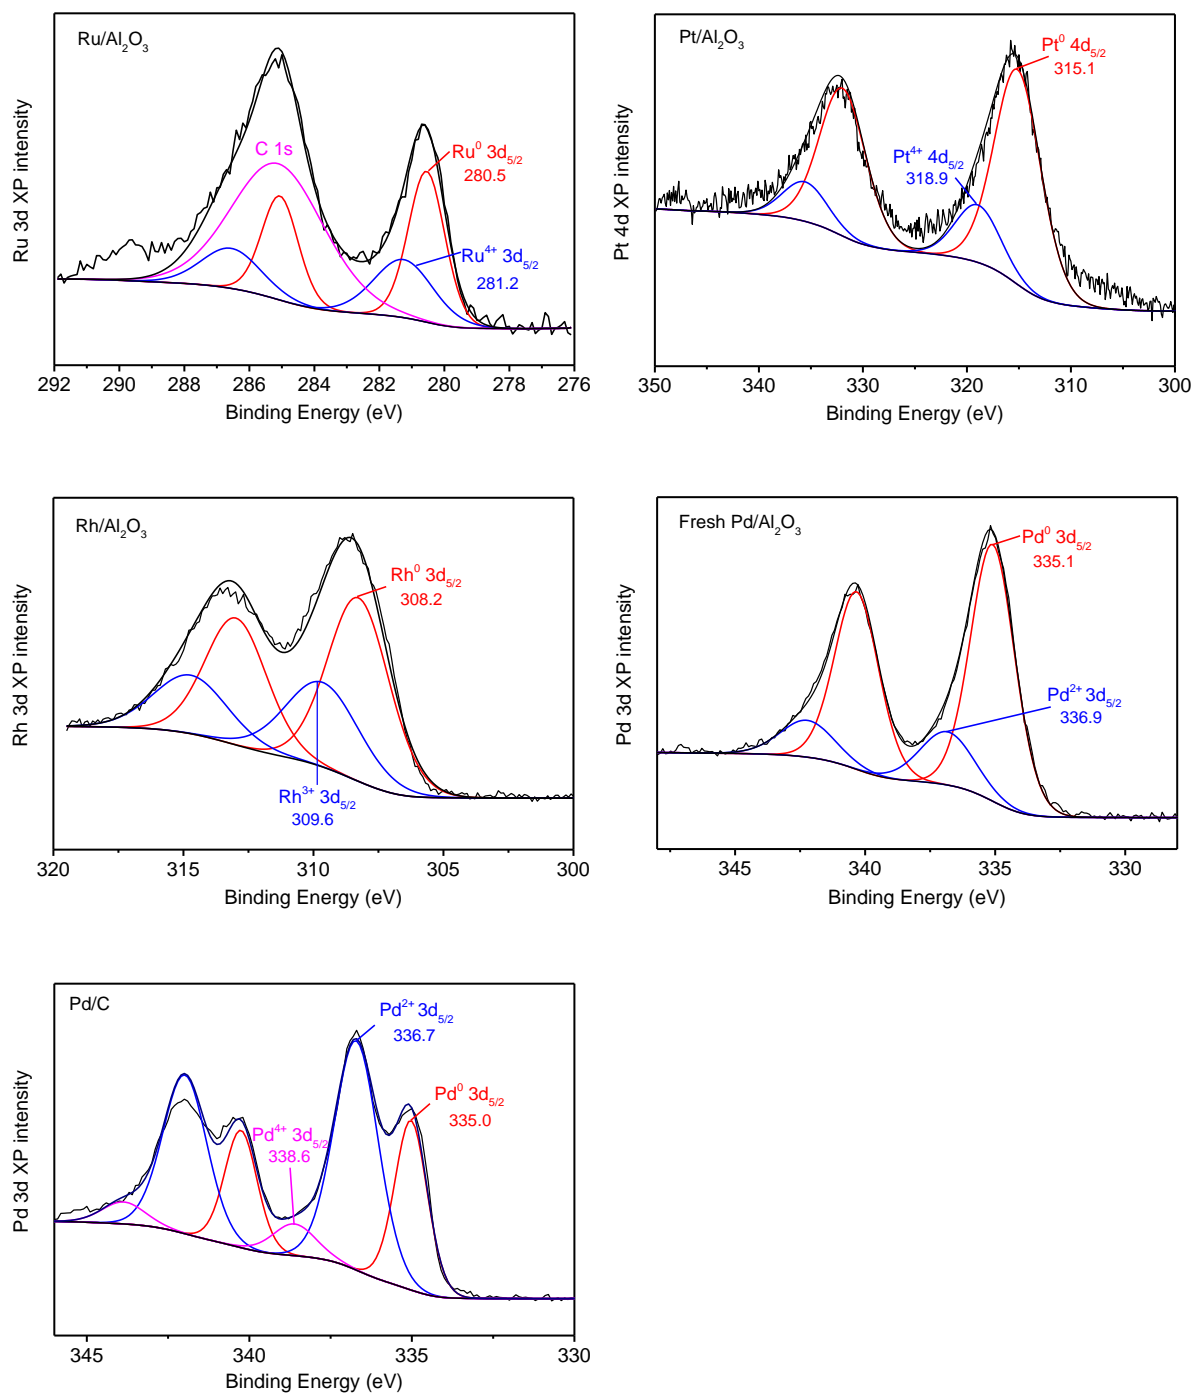 Ru/Al₂O₃
C 1s
Ru⁰ 3d₅/₂
280.5
Ru⁴⁺ 3d₅/₂
281.2
Ru 3d XP intensity
292 290 288 286 284 282 280 278 276
Binding Energy (eV)
Pt/Al₂O₃
Pt⁰ 4d₅/₂
315.1
Pt⁴⁺ 4d₅/₂
318.9
Pt 4d XP intensity
350 340 330 320 310 300
Binding Energy (eV)
Rh/Al₂O₃
Rh⁰ 3d₅/₂
308.2
Rh³⁺ 3d₅/₂
309.6
Rh 3d XP intensity
320 315 310 305 300
Binding Energy (eV)
Fresh Pd/Al₂O₃
Pd⁰ 3d₅/₂
335.1
Pd²⁺ 3d₅/₂
336.9
Pd 3d XP intensity
345 340 335 330
Binding Energy (eV)
Pd/C
Pd²⁺ 3d₅/₂
336.7
Pd⁰ 3d₅/₂
335.0
Pd⁴⁺ 3d₅/₂
338.6
Pd 3d XP intensity
345 340 335 330
Binding Energy (eV)